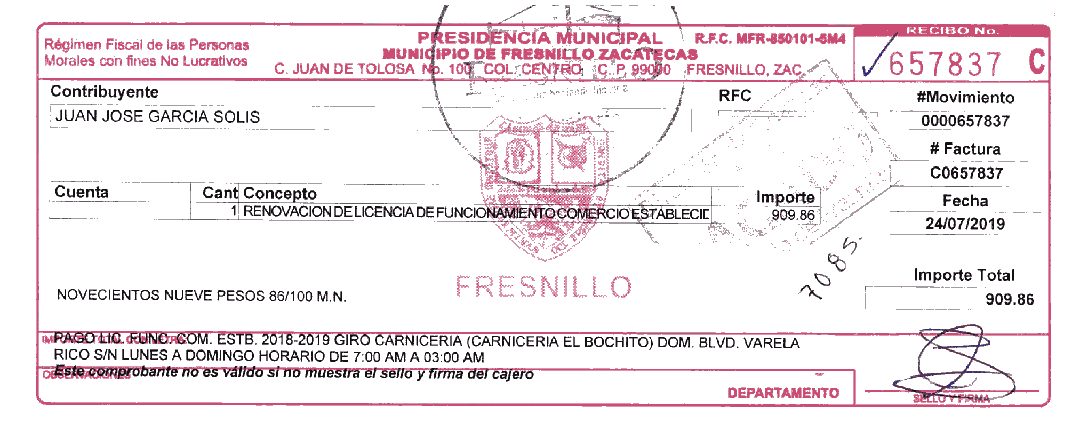 Régimen Fiscal de las Personas
Morales con fines No Lucrativos
PRESIDENCIA MUNICIPAL
MUNICIPIO DE FRESNILLO ZACATECAS
C. JUAN DE TOLOSA No. 100 COL. CENTRO C. P. 99000 FRESNILLO, ZAC.
R.F.C. MFR-850101-5M4
RECIBO No.
657837 C
Contribuyente
JUAN JOSE GARCIA SOLIS
RFC
#Movimiento
0000657837
# Factura
C0657837
Fecha
24/07/2019
Cuenta Cant Concepto Importe
1 RENOVACION DE LICENCIA DE FUNCIONAMIENTO COMERCIO ESTABLECID 909.86
7085.
FRESNILLO
Importe Total
909.86
NOVECIENTOS NUEVE PESOS 86/100 M.N.
PAGO LIC. FUNC. COM. ESTB. 2018-2019 GIRO CARNICERIA (CARNICERIA EL BOCHITO) DOM. BLVD. VARELA
RICO S/N LUNES A DOMINGO HORARIO DE 7:00 AM A 03:00 AM
Este comprobante no es válido si no muestra el sello y firma del cajero
OBSERVACIONES
DEPARTAMENTO
SELLO Y FIRMA